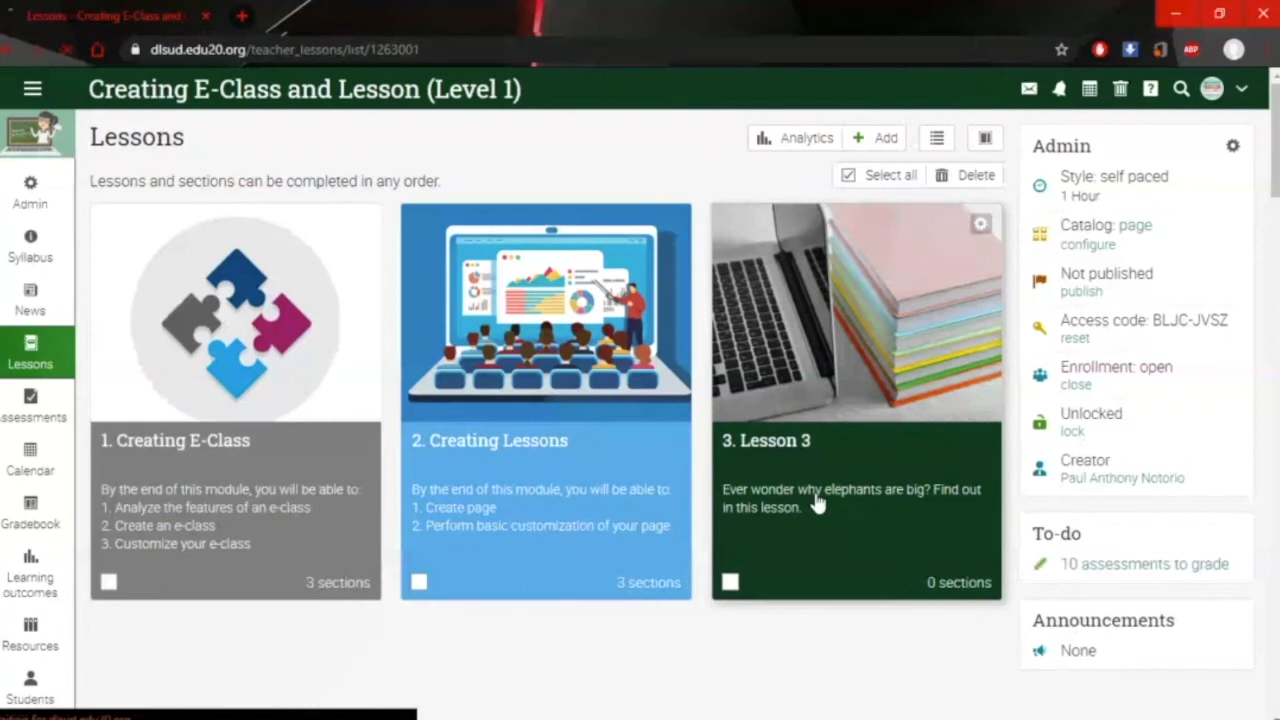 Lessons - Creating E-Class and
dlsud.edu20.org/teacher_lessons/list/1263001
ABP
Creating E-Class and Lesson (Level 1)
Lessons
Analytics
Add
Lessons and sections can be completed in any order.
Select all
Delete
Admin
Syllabus
News
Lessons
ssessments
Calendar
Gradebook
Learning
outcomes
Resources
Students
1. Creating E-Class
By the end of this module, you will be able to:
1. Analyze the features of an e-class
2. Create an e-class
3. Customize your e-class
3 sections
2. Creating Lessons
By the end of this module, you will be able to:
1. Create page
2. Perform basic customization of your page
3 sections
3. Lesson 3
Ever wonder why elephants are big? Find out
in this lesson.
0 sections
Admin
Style: self paced
1 Hour
Catalog: page
configure
Not published
publish
Access code: BLJC-JVSZ
reset
Enrollment: open
close
Unlocked
lock
Creator
Paul Anthony Notorio
To-do
10 assessments to grade
Announcements
None